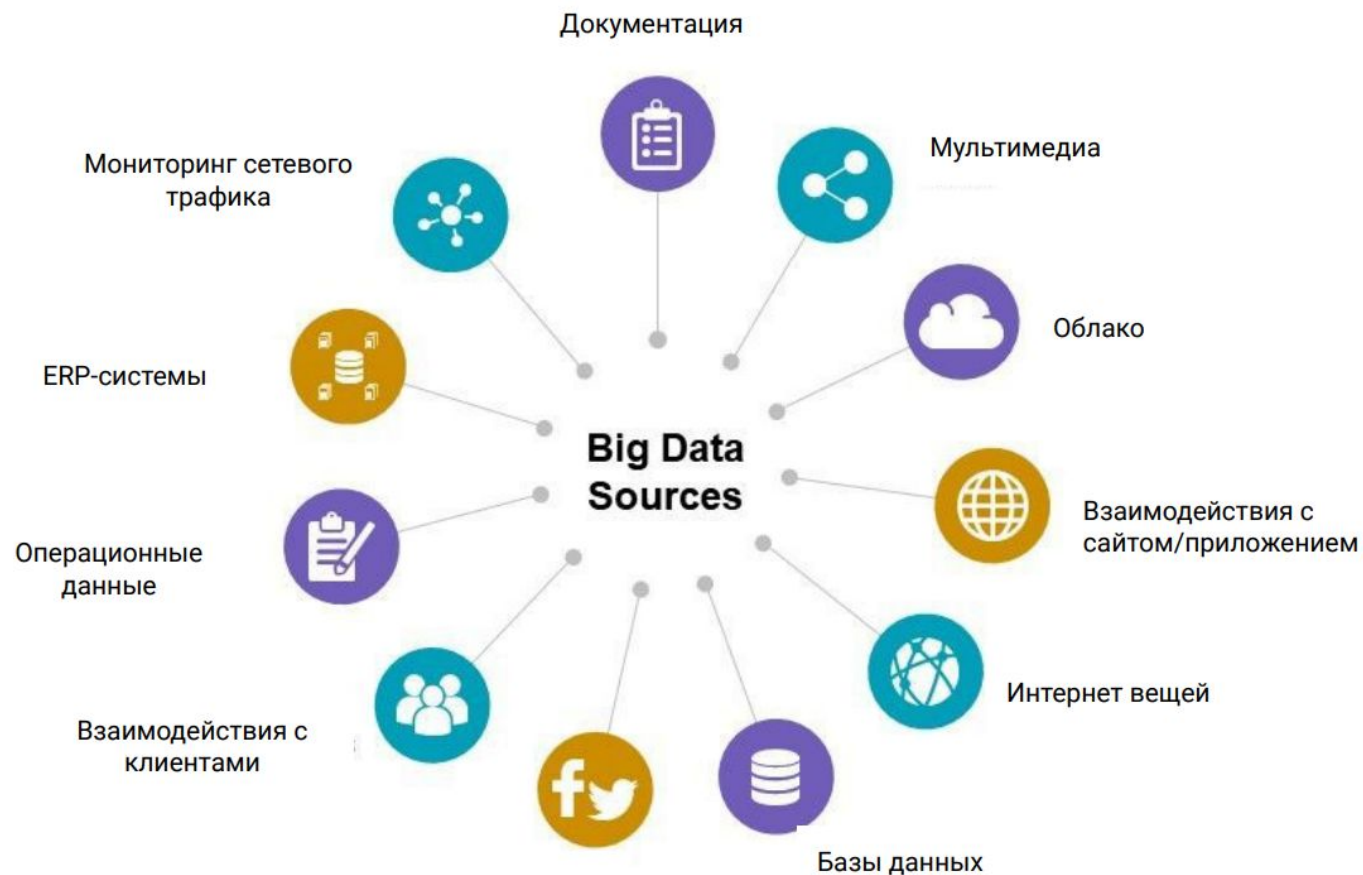 Документация
Мультимедиа
Мониторинг сетевого
трафика
Облако
ERP-системы
Big Data
Sources
Взаимодействия с
сайтом/приложением
Операционные
данные
Интернет вещей
Взаимодействия с
клиентами
Базы данных